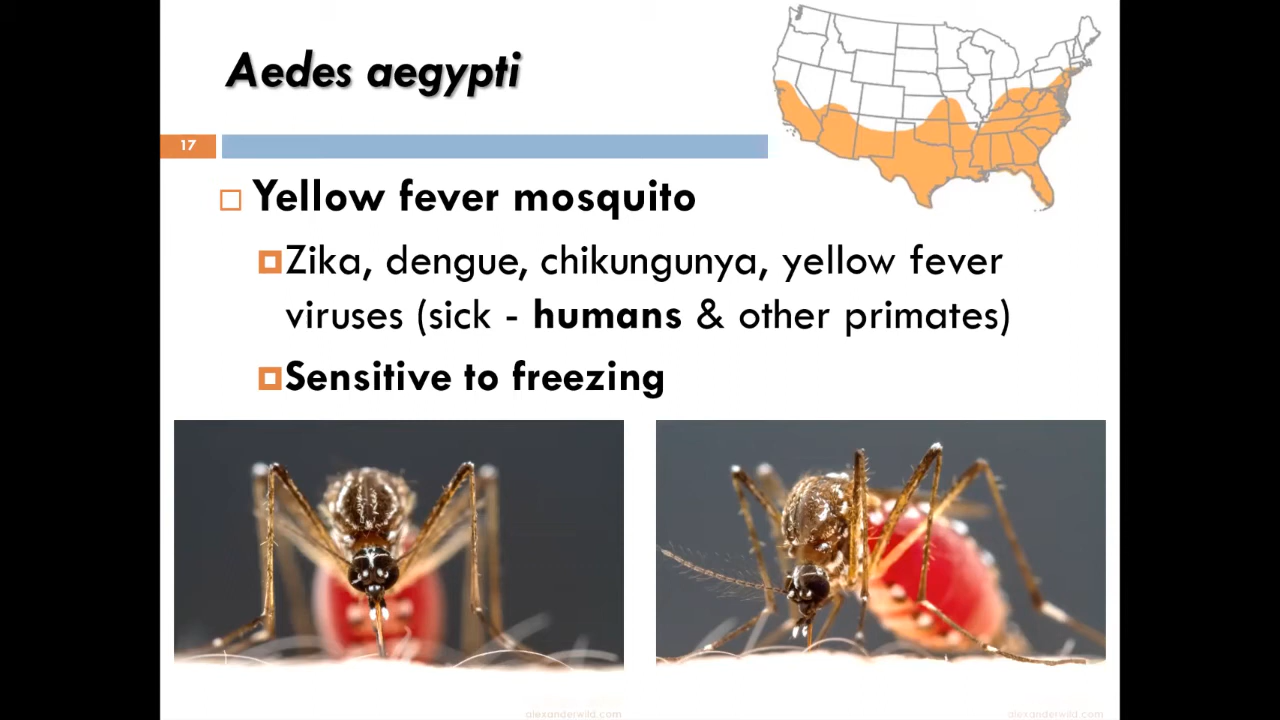 Aedes aegypti
17
Yellow fever mosquito
Zika, dengue, chikungunya, yellow fever
viruses (sick - humans & other primates)
Sensitive to freezing
alexanderwild.com
alexanderwild.com